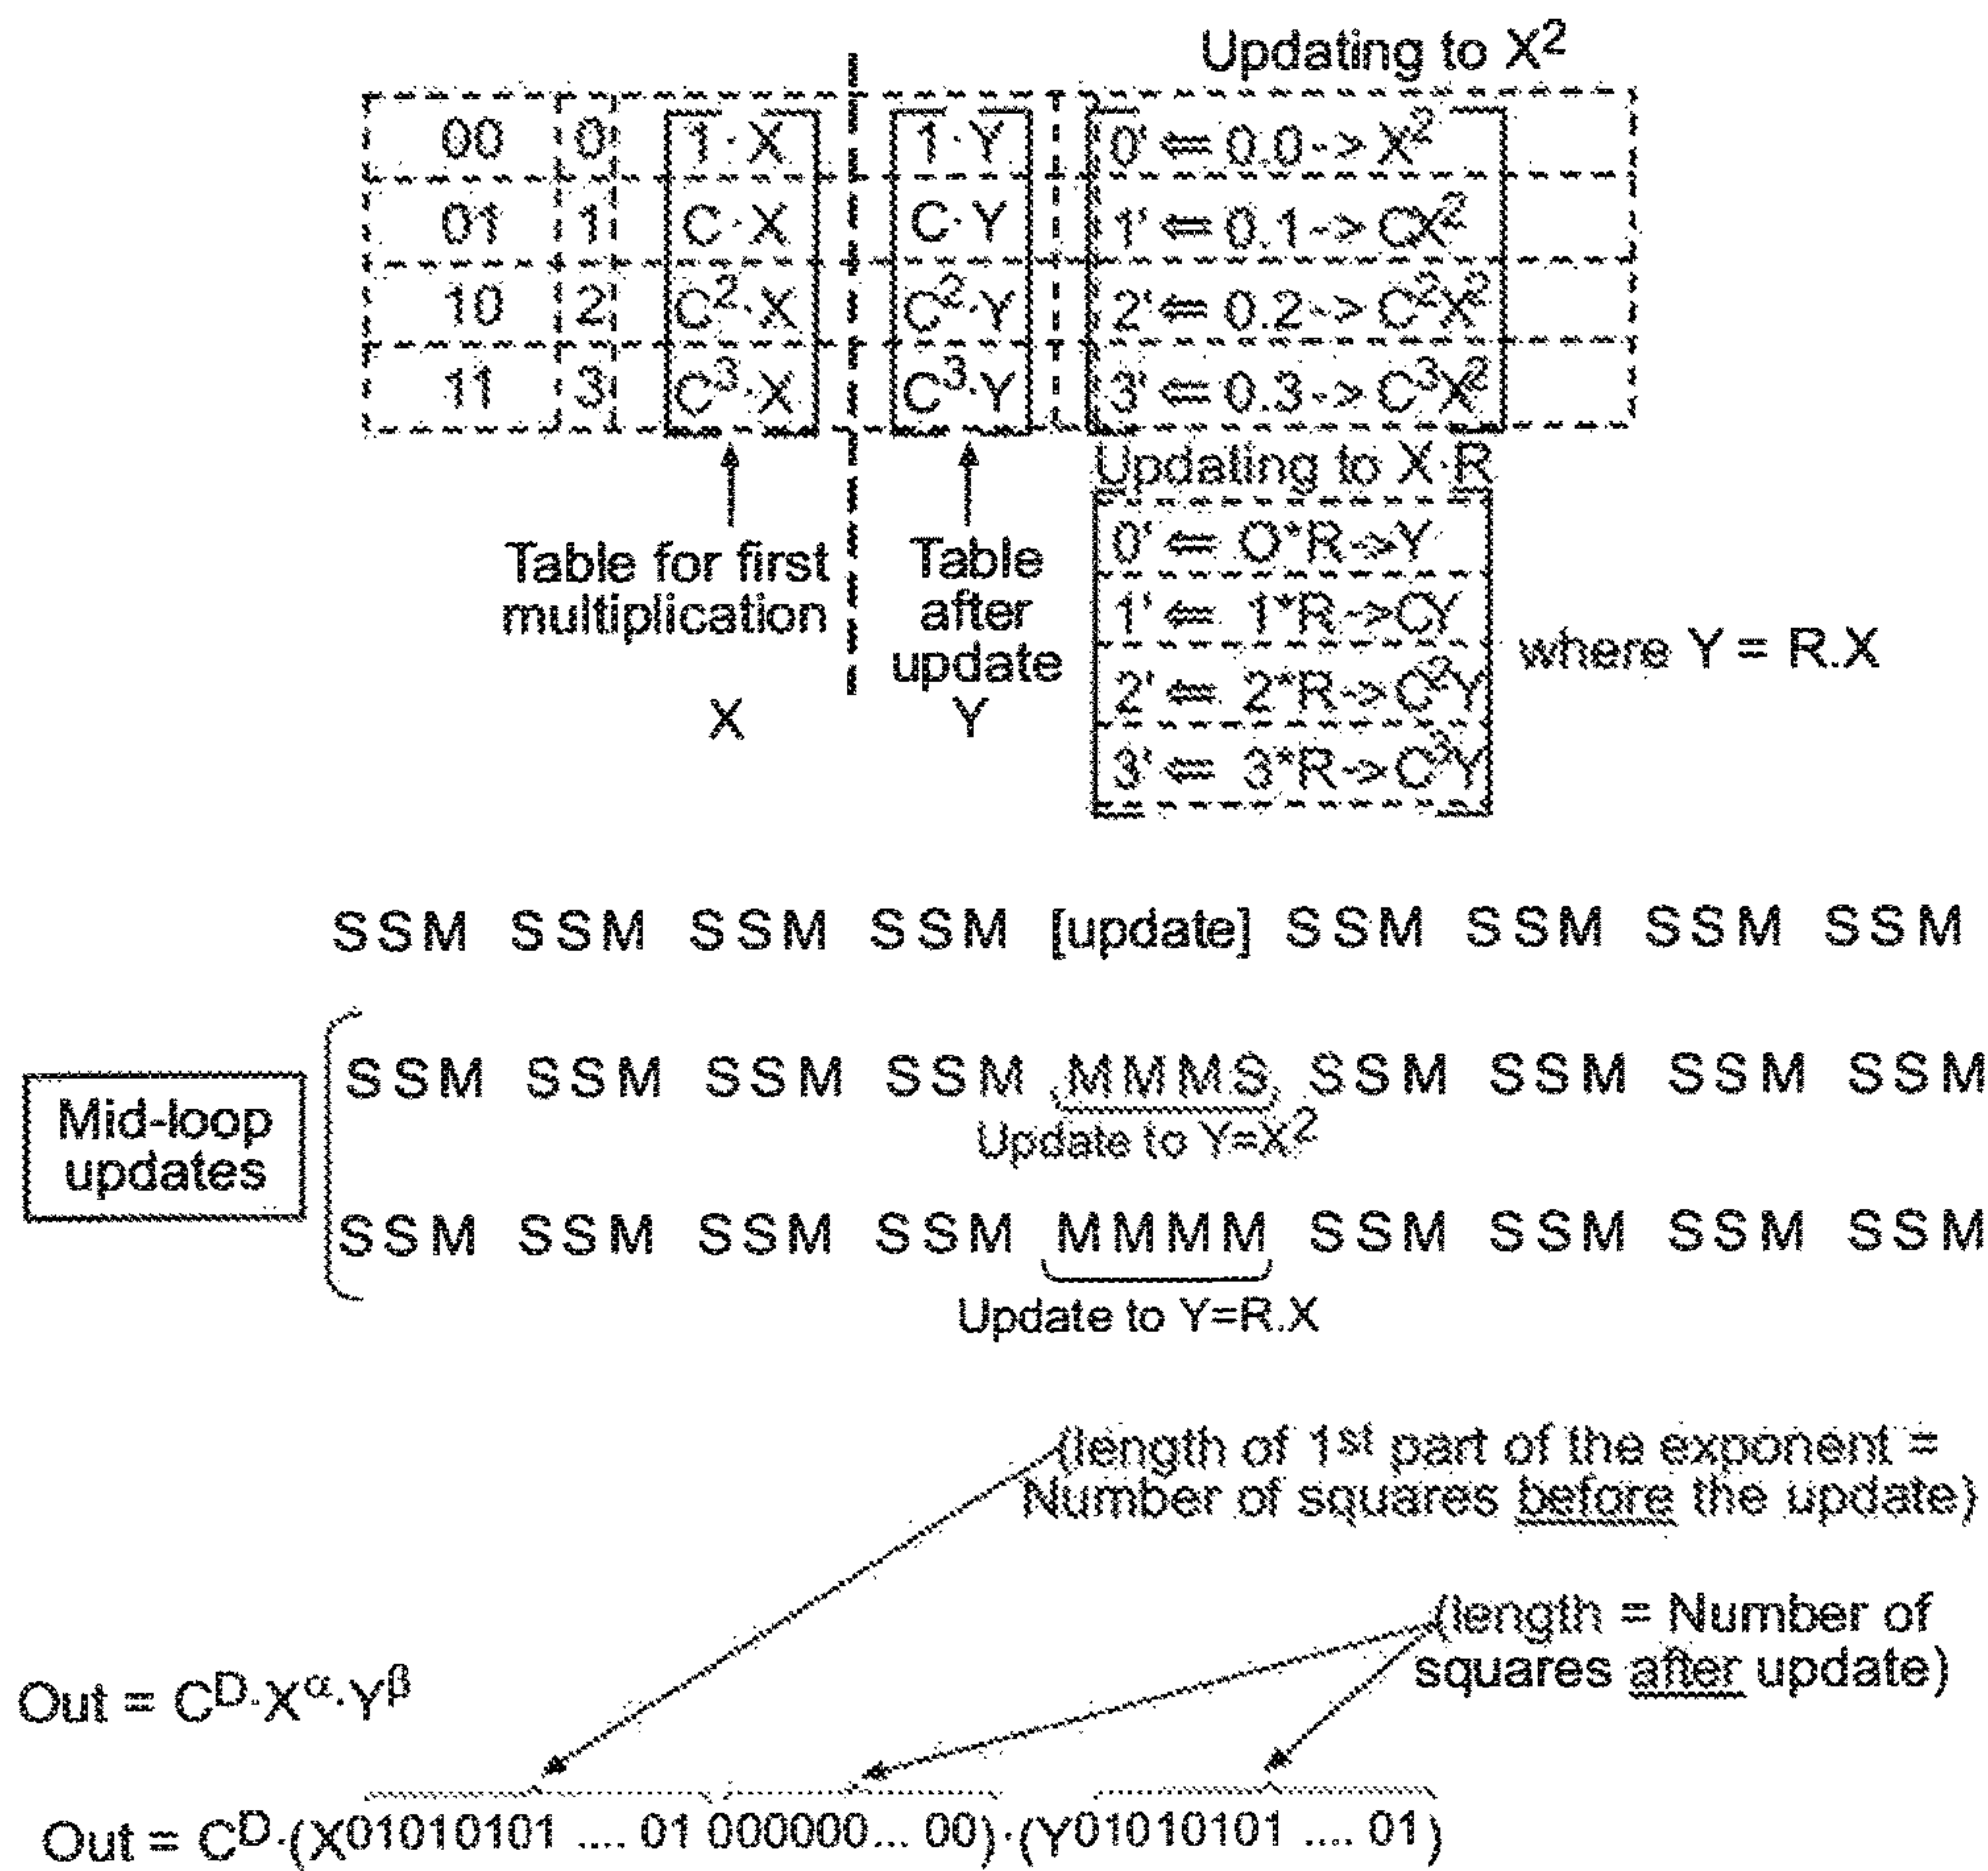 Updating to X²
00 0 1·X 1·Y 0' ⇐ 0.0-> X²
01 1 C·X C·Y 1' ⇐ 0.1-> CX²
10 2 C²·X C²·Y 2' ⇐ 0.2-> C²X²
11 3 C³·X C³·Y 3' ⇐ 0.3-> C³X²
Updating to X·R
0' ⇐ O*R->Y
1' ⇐ 1*R->CY
2' ⇐ 2*R->C²Y
3' ⇐ 3*R->C³Y
where Y = R.X
Table for first
multiplication
X
Table
after
update
Y
SSM SSM SSM SSM [update] SSM SSM SSM SSM
Mid-loop
updates
SSM SSM SSM SSM MMMS SSM SSM SSM SSM
Update to Y=X²
SSM SSM SSM SSM MMMM SSM SSM SSM SSM
Update to Y=R.X
(length of 1st part of the exponent =
Number of squares before the update)
(length = Number of
squares after update)
Out = C^D·X^α·Y^β
Out = C^D·(X^01010101 .... 01 000000... 00)·(Y^01010101 .... 01)